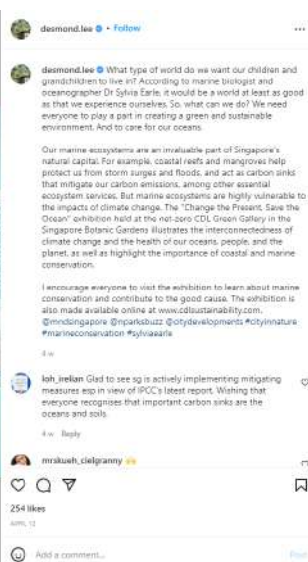 desmond.lee • Follow
desmond.lee What type of world do we want our children and
grandchildren to live in? According to marine biologist and
oceanographer Dr Sylvia Earle, it would be a world at least as good
as that we experience ourselves. So, what can we do? We need
everyone to play a part in creating a green and sustainable
environment. And to care for our oceans.
Our marine ecosystems are an invaluable part of Singapore's
natural capital. For example, coastal reefs and mangroves help
protect us from storm surges and floods, and act as carbon sinks
that mitigate our carbon emissions, among other essential
ecosystem services. But marine ecosystems are highly vulnerable to
the impacts of climate change. The "Change the Present, Save the
Ocean" exhibition held at the net-zero CDL Green Gallery in the
Singapore Botanic Gardens illustrates the interconnectedness of
climate change and the health of our oceans, people, and the
planet, as well as highlight the importance of coastal and marine
conservation.
I encourage everyone to visit the exhibition to learn about marine
conservation and contribute to the good cause. The exhibition is
also made available online at www.cdlsustainability.com.
@mndsingapore @nparksbuzz @citydevelopments #cityinnature
#marineconservation #sylviaearle
4w
loh_irelian Glad to see sg is actively implementing mitigating
measures esp in view of IPCC's latest report. Wishing that
everyone recognises that important carbon sinks are the
oceans and soils
4w Reply
mrskueh_cielgranny
254 likes
APRIL 12
Add a comment...
Post